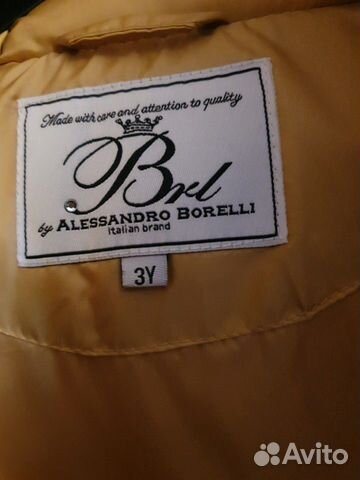 Made with care and attention to quality
Brl
by ALESSANDRO BORELLI
italian brand
3Y
Avito